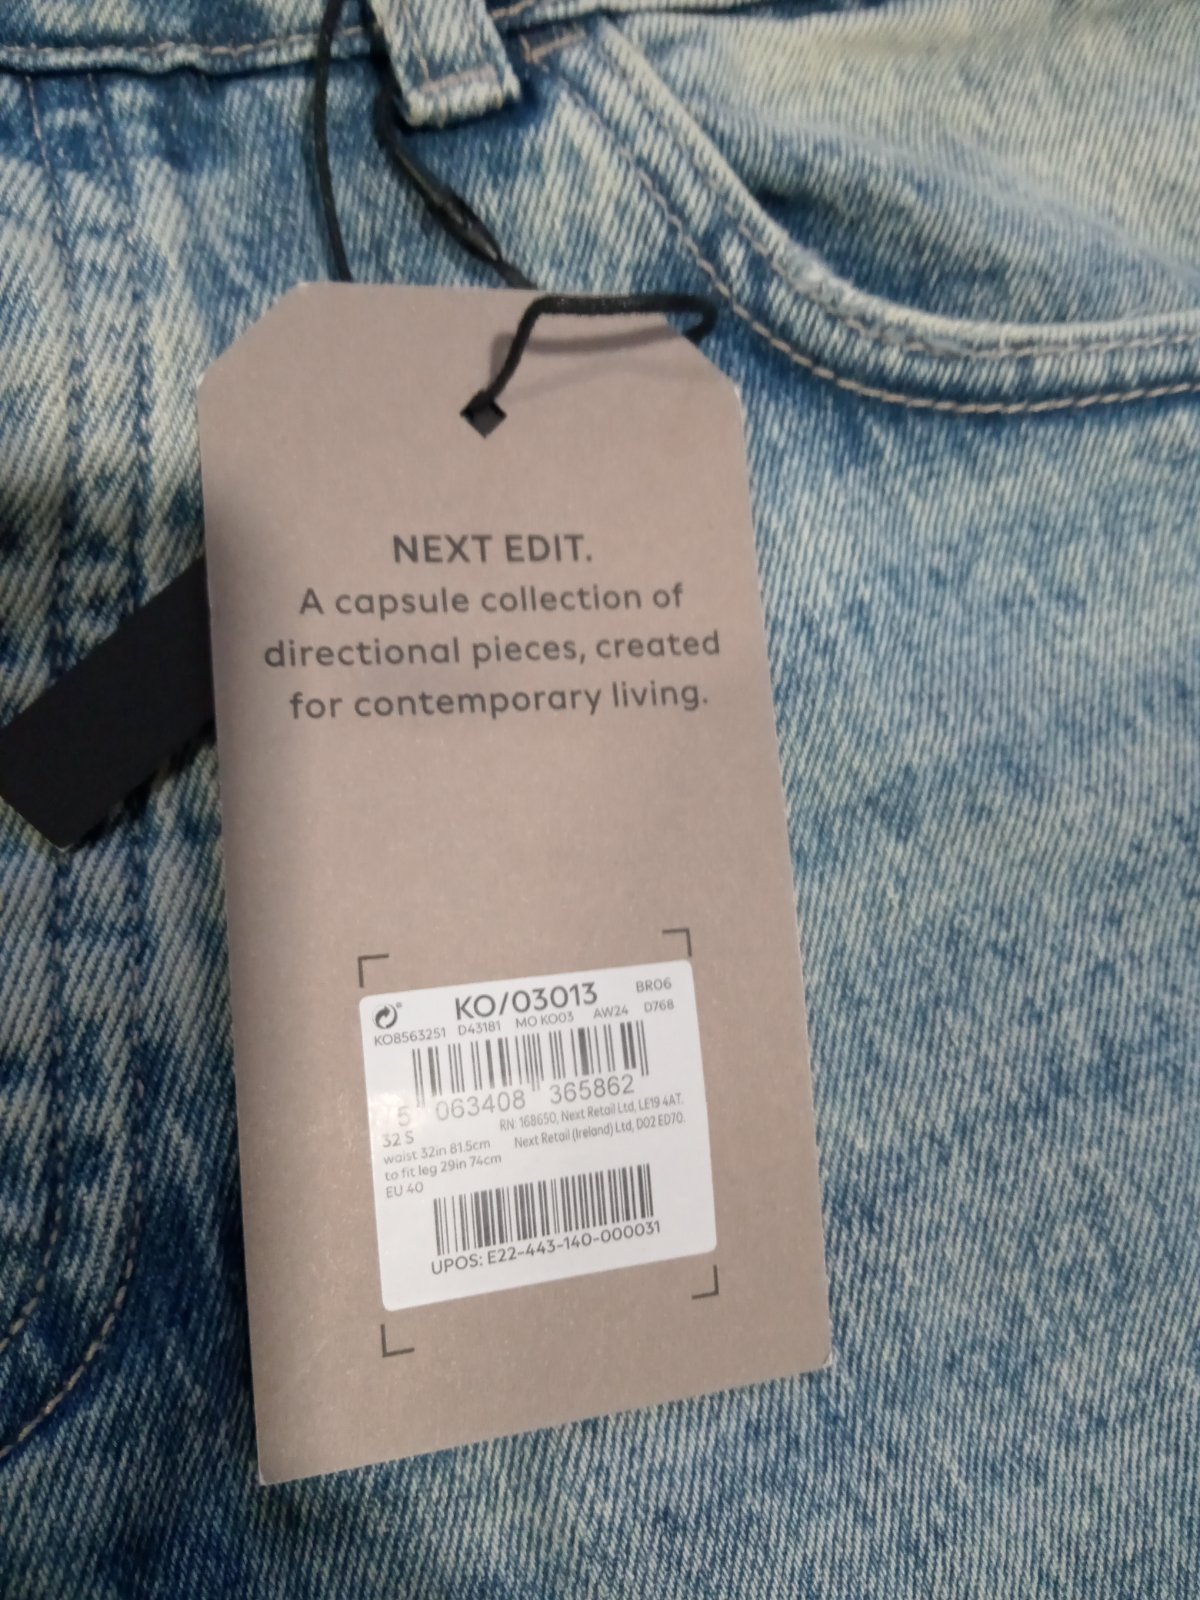 NEXT EDIT.
A capsule collection of
directional pieces, created
for contemporary living.
KO/03013 BR06
KO8563251 D43181 MO KO03 AW24 D768
5 063408 365862
RN: 168650, Next Retail Ltd, LE19 4AT.
32 S
Next Retail (Ireland) Ltd, D02 ED70.
waist 32in 81.5cm
to fit leg 29in 74cm
EU 40
UPOS: E22-443-140-000031